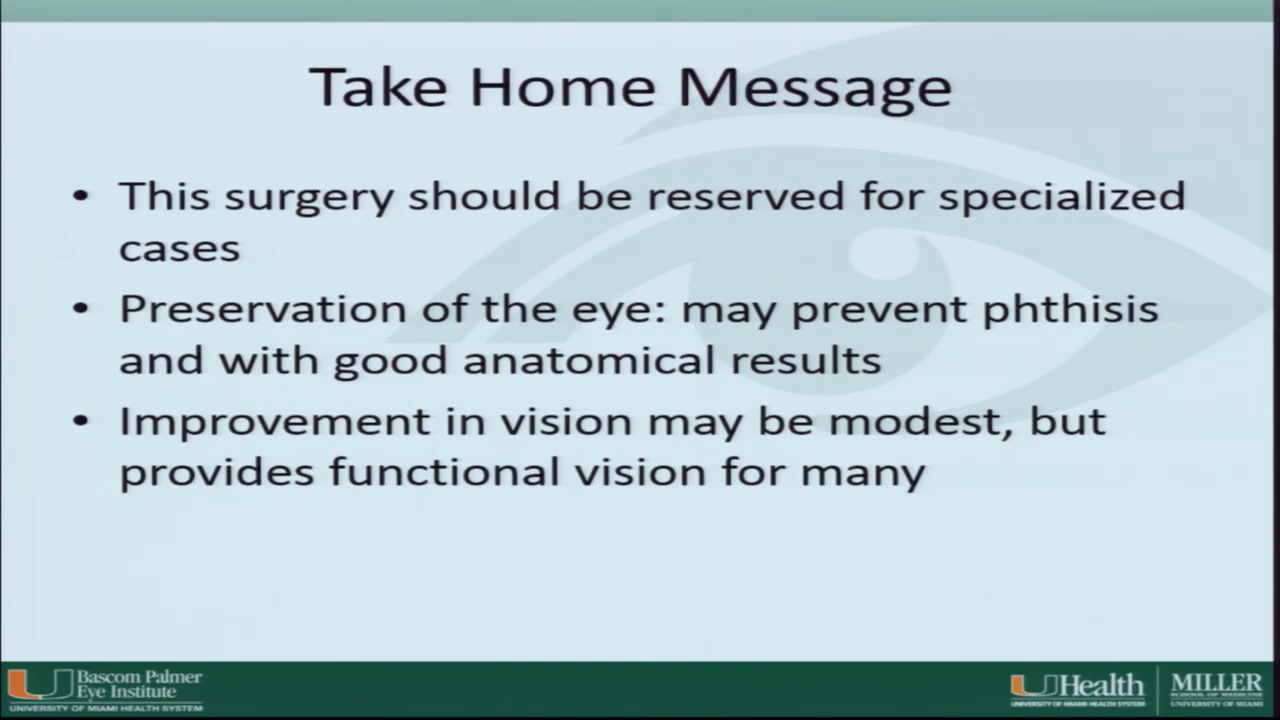 Take Home Message
• This surgery should be reserved for specialized
cases
• Preservation of the eye: may prevent phthisis
and with good anatomical results
• Improvement in vision may be modest, but
provides functional vision for many
Bascom Palmer
Eye Institute
UNIVERSITY OF MIAMI HEALTH SYSTEM
UHealth
UNIVERSITY OF MIAMI HEALTH SYSTEM
MILLER
SCHOOL OF MEDICINE
UNIVERSITY OF MIAMI